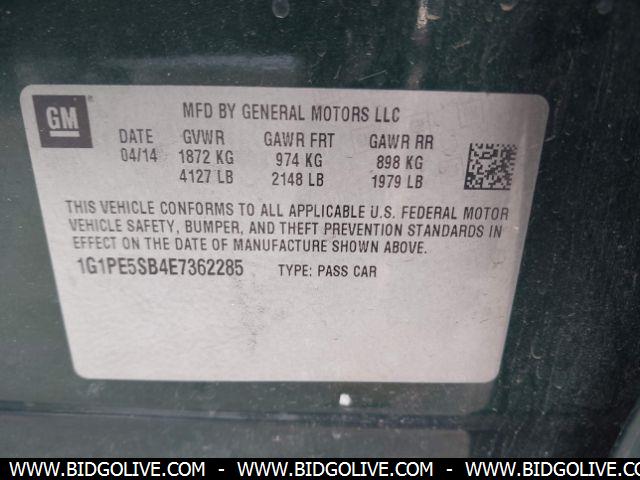 GM ®
MFD BY GENERAL MOTORS LLC
DATE GVWR GAWR FRT GAWR RR
04/14 1872 KG 974 KG 898 KG
4127 LB 2148 LB 1979 LB
THIS VEHICLE CONFORMS TO ALL APPLICABLE U.S. FEDERAL MOTOR
VEHICLE SAFETY, BUMPER, AND THEFT PREVENTION STANDARDS IN
EFFECT ON THE DATE OF MANUFACTURE SHOWN ABOVE.
1G1PE5SB4E7362285 TYPE: PASS CAR
WWW.BIDGOLIVE.COM - WWW.BIDGOLIVE.COM - WWW.BIDGOLIVE.COM